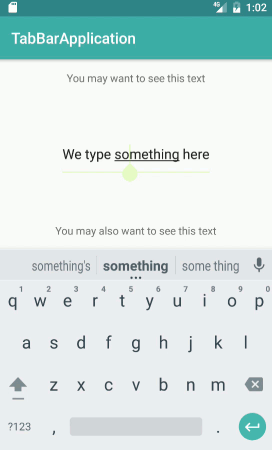 4G 1:02
TabBarApplication
You may want to see this text
We type something here
You may also want to see this text
something's something some thing
1 2 3 4 5 6 7 8 9 0
q w e r t y u i o p
a s d f g h j k l
z x c v b n m
?123 , .